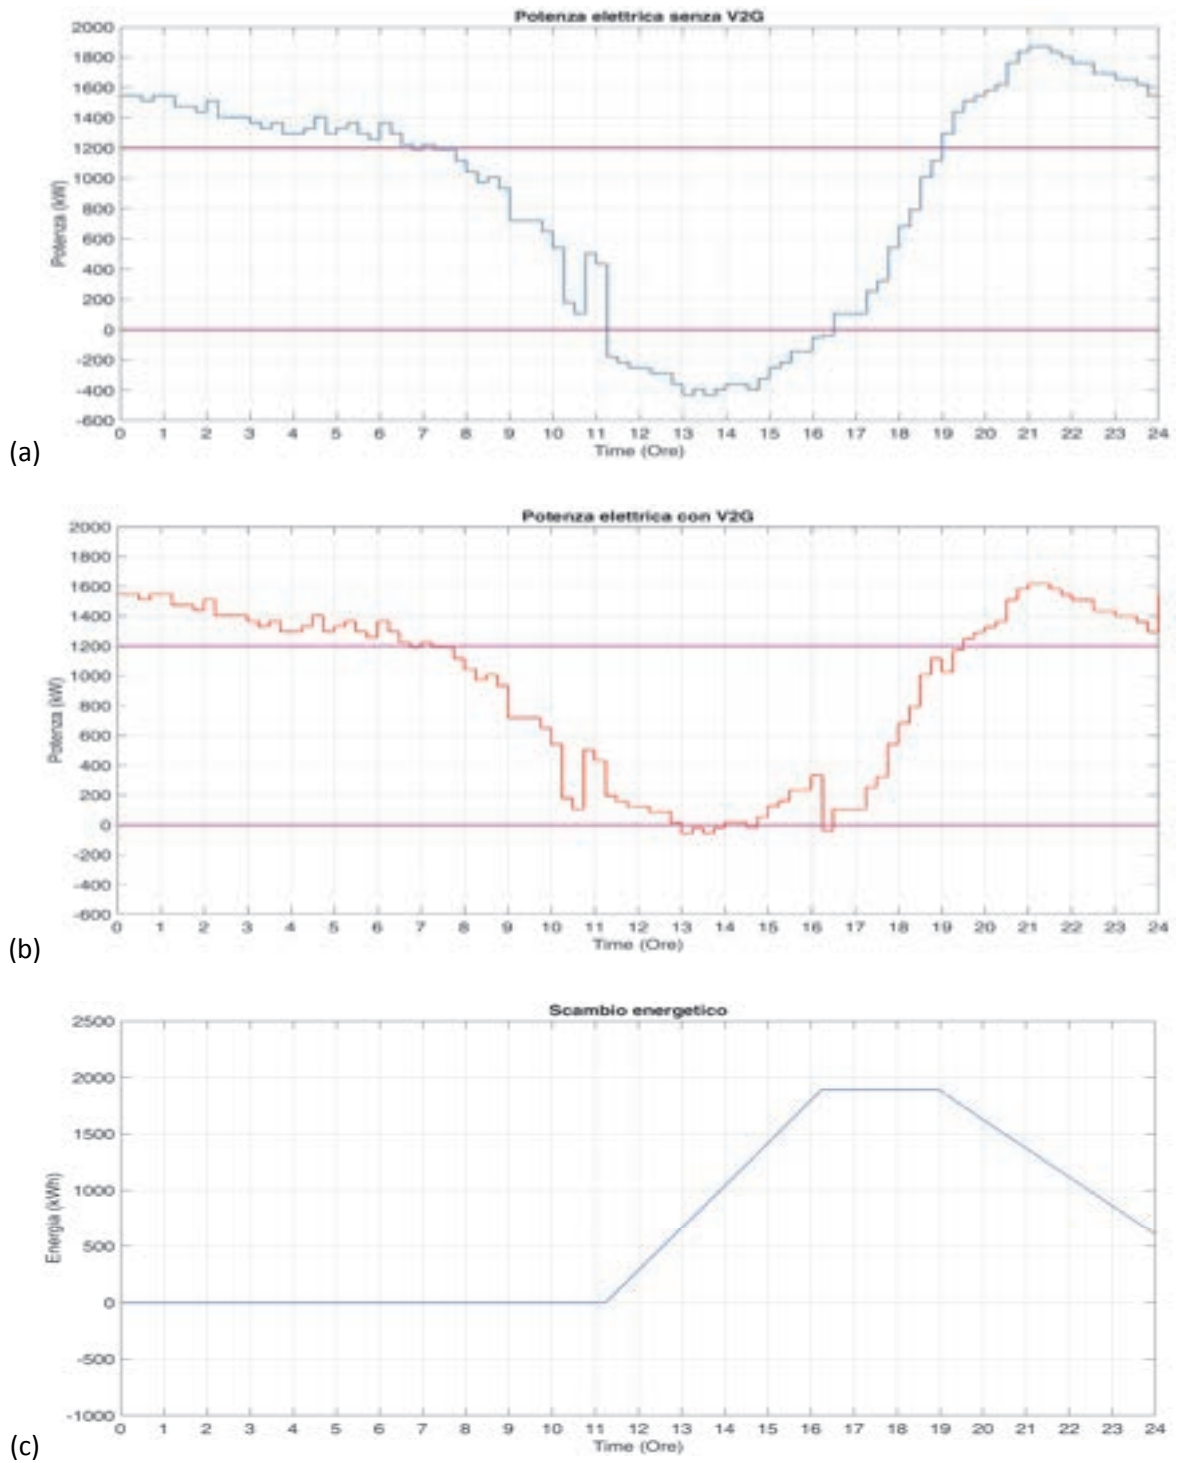 Potenza elettrica senza V2G
2000
1800
1600
1400
1200
1000
800
600
400
200
0
-200
-400
-600
Potenza (kW)
0 1 2 3 4 5 6 7 8 9 10 11 12 13 14 15 16 17 18 19 20 21 22 23 24
Time (Ore)
(a)
Potenza elettrica con V2G
2000
1800
1600
1400
1200
1000
800
600
400
200
0
-200
-400
-600
Potenza (kW)
0 1 2 3 4 5 6 7 8 9 10 11 12 13 14 15 16 17 18 19 20 21 22 23 24
Time (Ore)
(b)
Scambio energetico
2500
2000
1500
1000
500
0
-500
-1000
Energia (kWh)
0 1 2 3 4 5 6 7 8 9 10 11 12 13 14 15 16 17 18 19 20 21 22 23 24
Time (Ore)
(c)